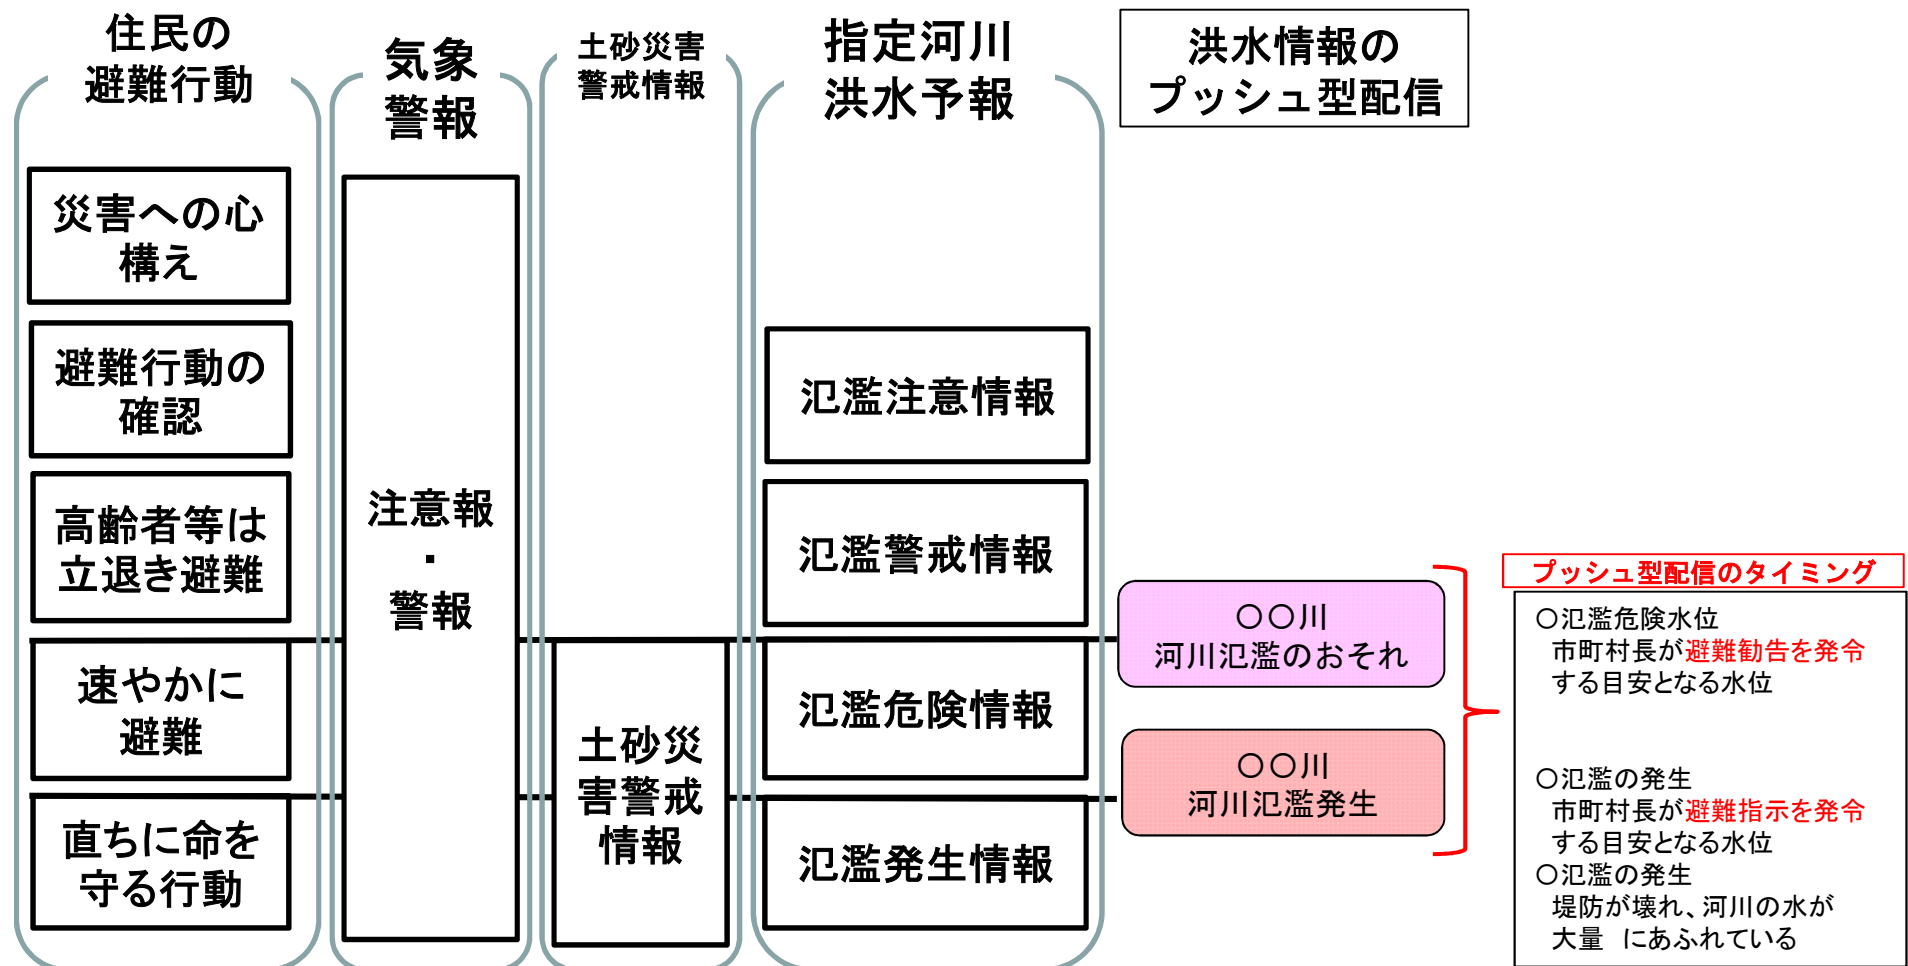 住民の
避難行動
気象
警報
土砂災害
警戒情報
指定河川
洪水予報
洪水情報の
プッシュ型配信
災害への心
構え
避難行動の
確認
高齢者等は
立退き避難
速やかに
避難
直ちに命を
守る行動
注意報
・
警報
土砂災
害警戒
情報
氾濫注意情報
氾濫警戒情報
氾濫危険情報
氾濫発生情報
〇〇川
河川氾濫のおそれ
〇〇川
河川氾濫発生
プッシュ型配信のタイミング
〇氾濫危険水位
市町村長が避難勧告を発令
する目安となる水位
〇氾濫の発生
市町村長が避難指示を発令
する目安となる水位
〇氾濫の発生
堤防が壊れ、河川の水が
大量　にあふれている